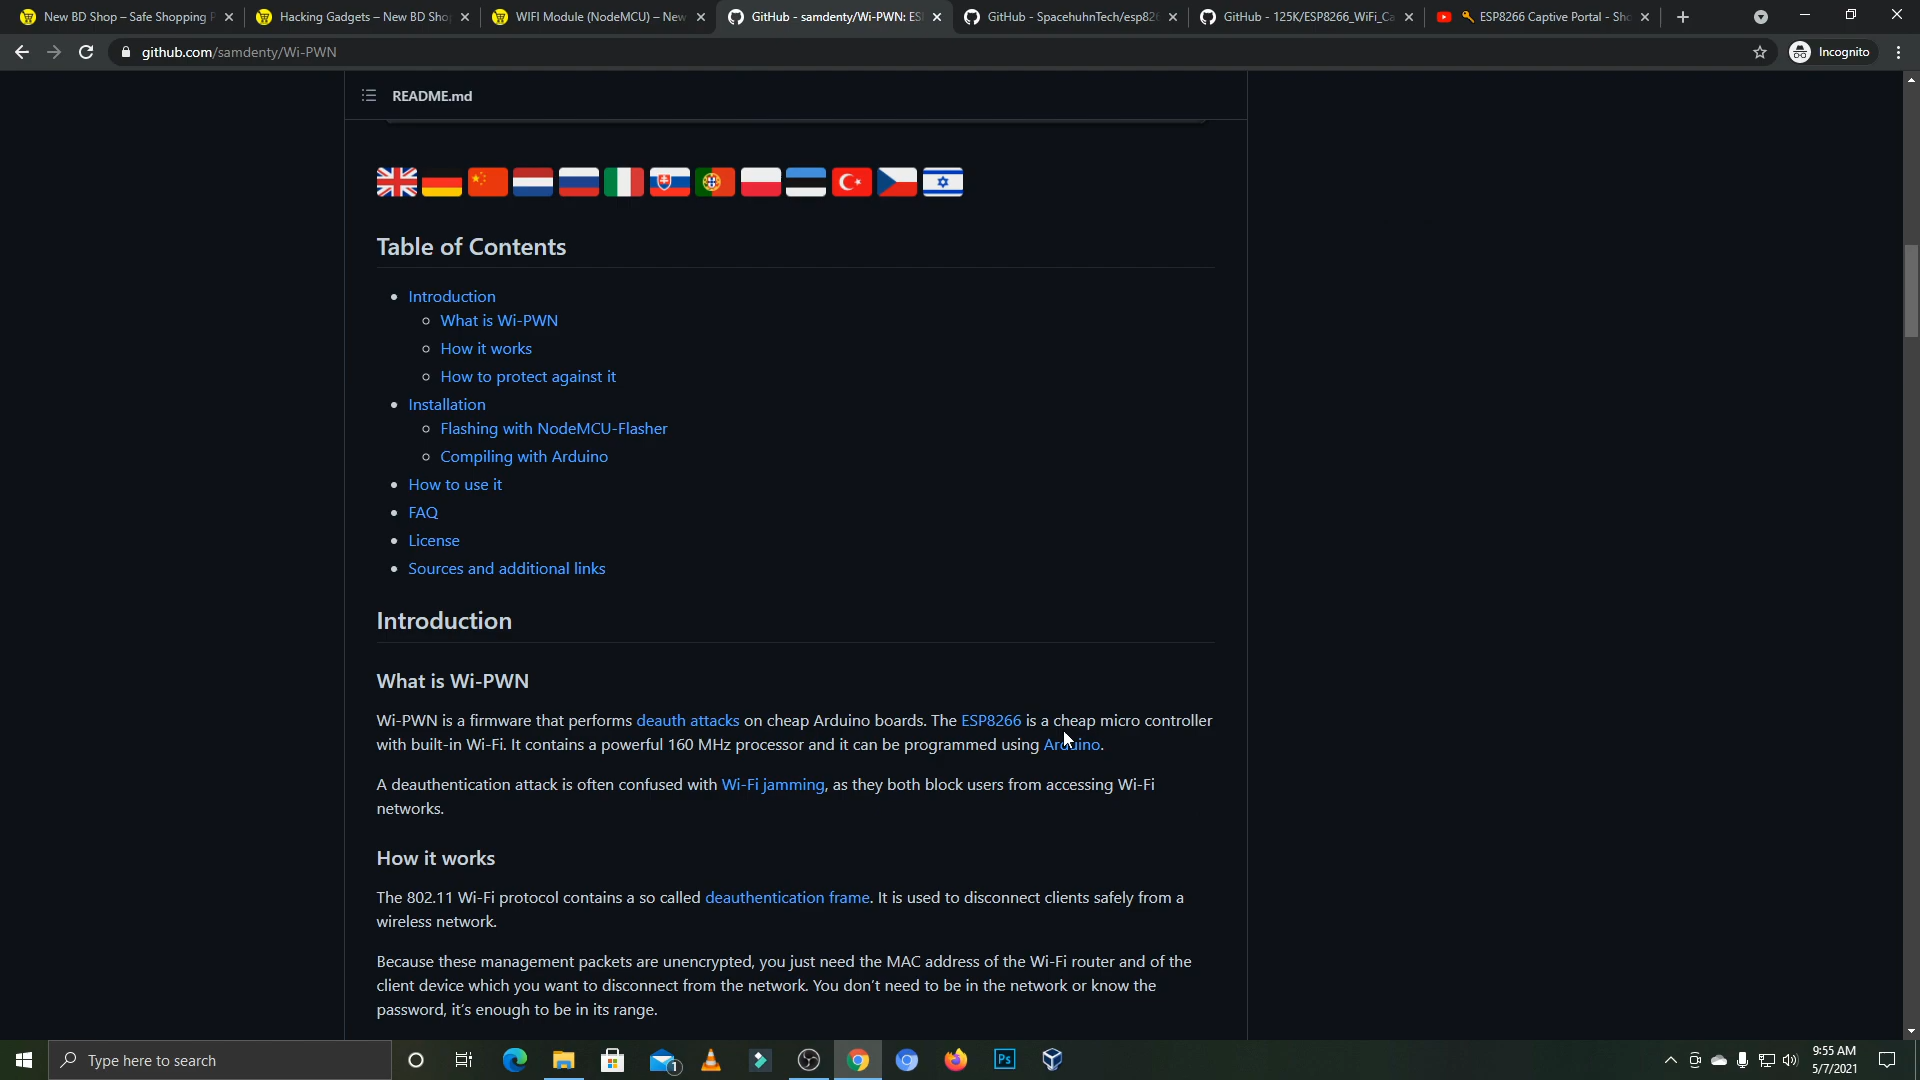 New BD Shop – Safe Shopping P
Hacking Gadgets – New BD Sho
WIFI Module (NodeMCU) – New
GitHub - samdenty/Wi-PWN: ES
GitHub - SpacehuhnTech/esp82
GitHub - 125K/ESP8266_WiFi_Ca
ESP8266 Captive Portal - Sho
github.com/samdenty/Wi-PWN
Incognito
README.md
Table of Contents
Introduction
What is Wi-PWN
How it works
How to protect against it
Installation
Flashing with NodeMCU-Flasher
Compiling with Arduino
How to use it
FAQ
License
Sources and additional links
Introduction
What is Wi-PWN
Wi-PWN is a firmware that performs deauth attacks on cheap Arduino boards. The ESP8266 is a cheap micro controller
with built-in Wi-Fi. It contains a powerful 160 MHz processor and it can be programmed using Arduino.
A deauthentication attack is often confused with Wi-Fi jamming, as they both block users from accessing Wi-Fi
networks.
How it works
The 802.11 Wi-Fi protocol contains a so called deauthentication frame. It is used to disconnect clients safely from a
wireless network.
Because these management packets are unencrypted, you just need the MAC address of the Wi-Fi router and of the
client device which you want to disconnect from the network. You don't need to be in the network or know the
password, it's enough to be in its range.
Type here to search
1
Ps
9:55 AM
5/7/2021